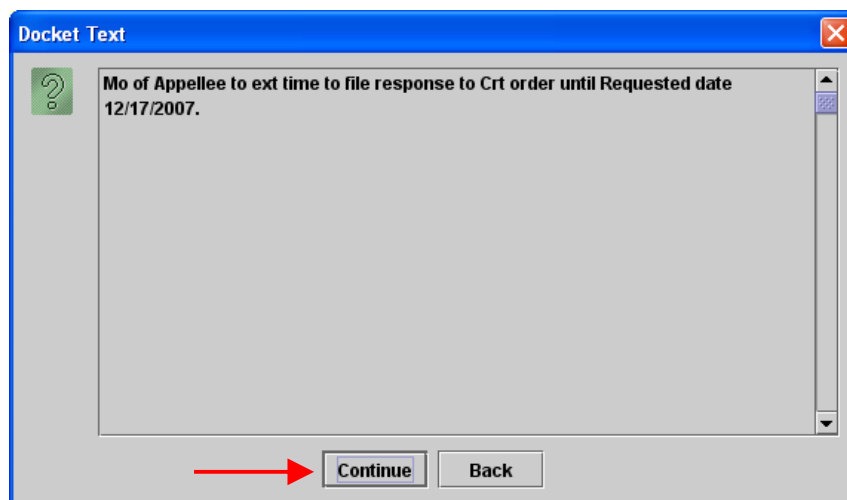 Docket Text
Mo of Appellee to ext time to file response to Crt order until Requested date
12/17/2007.
Continue Back